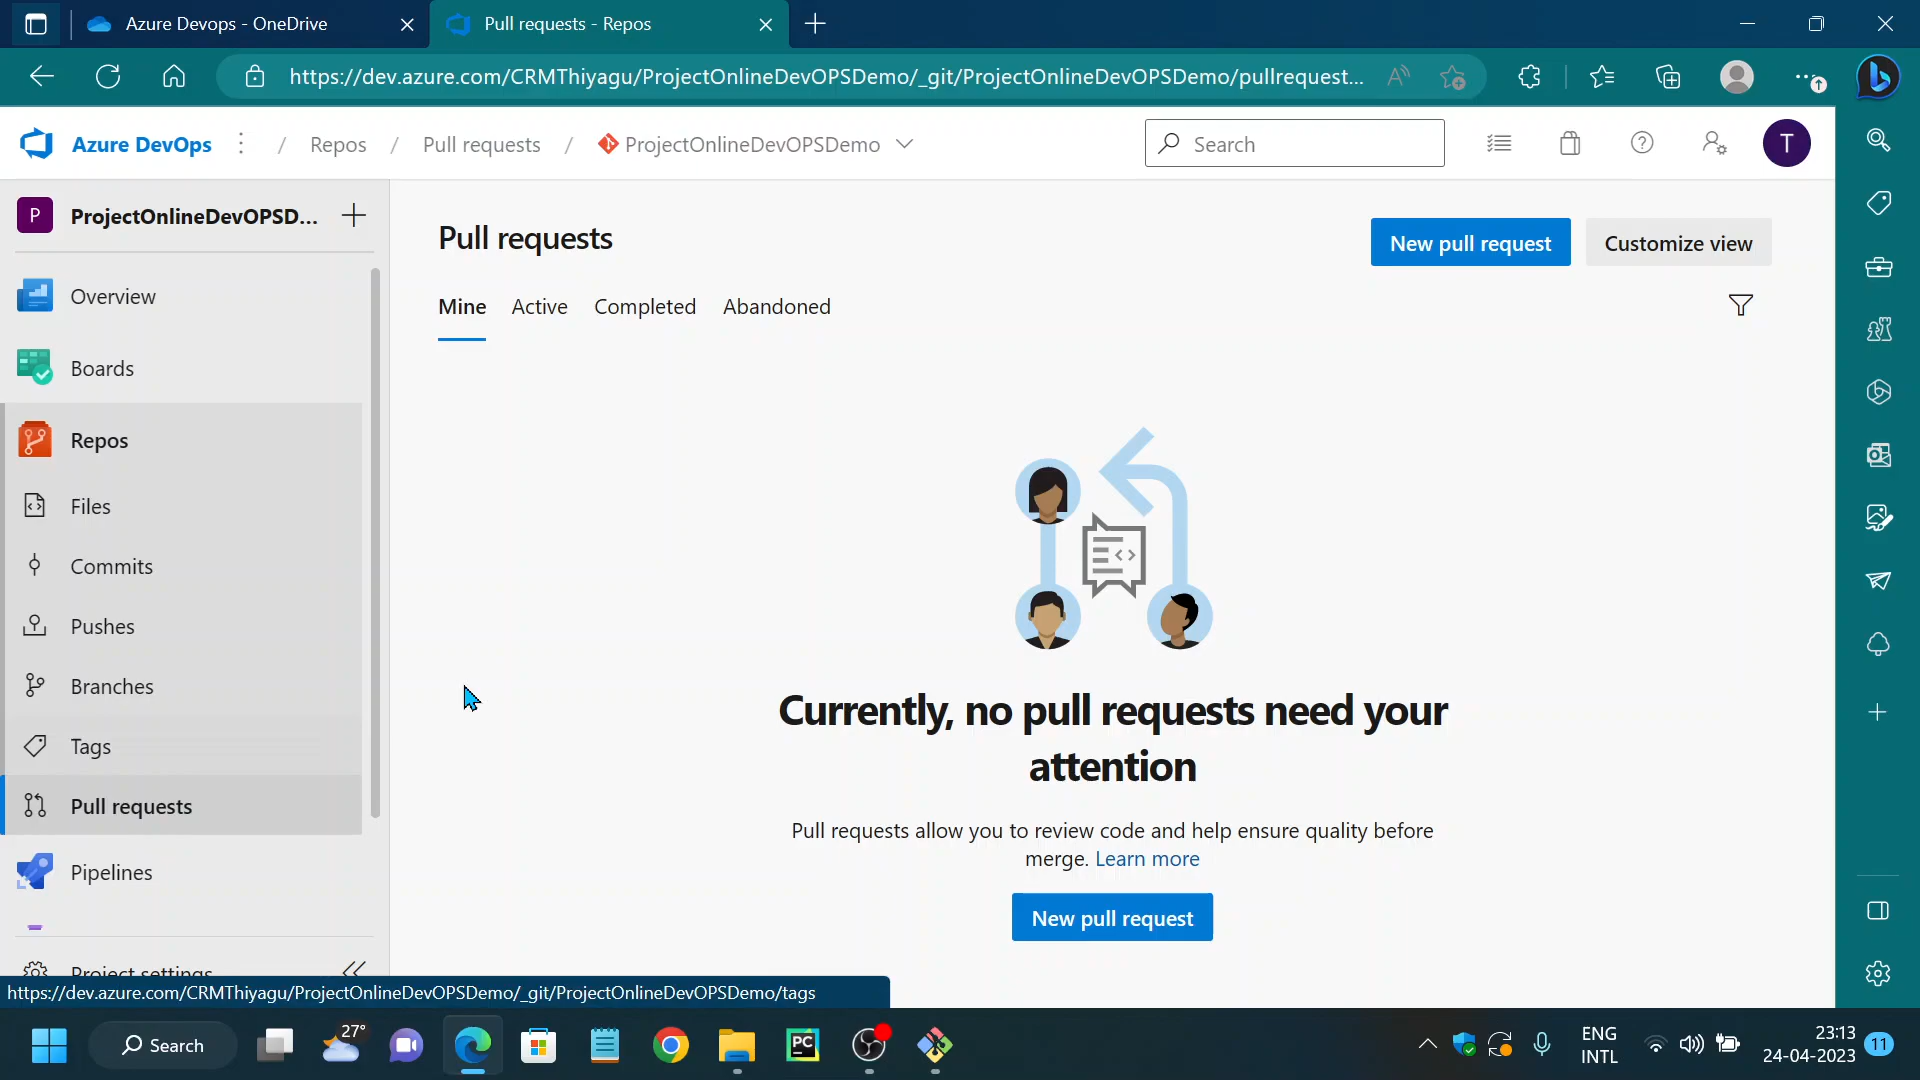 Azure Devops - OneDrive
Pull requests - Repos
https://dev.azure.com/CRMThiyagu/ProjectOnlineDevOPSDemo/_git/ProjectOnlineDevOPSDemo/pullrequest...
Azure DevOps / Repos / Pull requests / ProjectOnlineDevOPSDemo
Search
T
P ProjectOnlineDevOPSD...
Overview
Boards
Repos
Files
Commits
Pushes
Branches
Tags
Pull requests
Pipelines
Project settings
Pull requests
New pull request
Customize view
Mine Active Completed Abandoned
Currently, no pull requests need your
attention
Pull requests allow you to review code and help ensure quality before
merge. Learn more
New pull request
https://dev.azure.com/CRMThiyagu/ProjectOnlineDevOPSDemo/_git/ProjectOnlineDevOPSDemo/tags
Search
27°
PC
ENG
INTL
23:13
24-04-2023
11